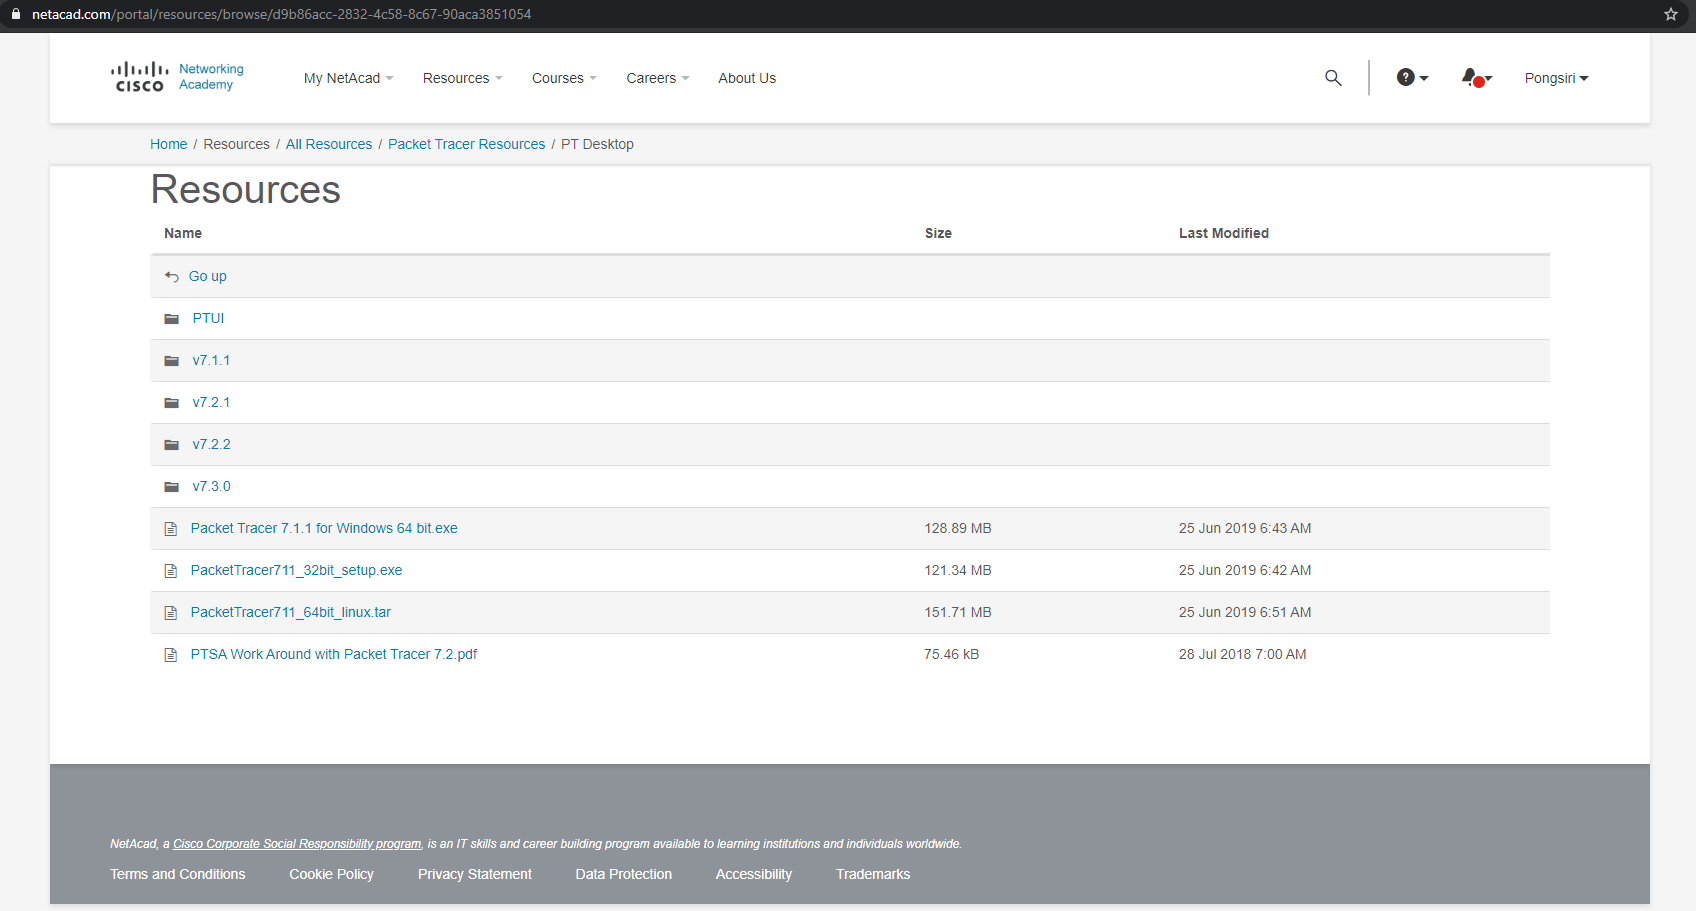 netacad.com/portal/resources/browse/d9b86acc-2832-4c58-8c67-90aca3851054
CISCO Networking Academy My NetAcad Resources Courses Careers About Us ? Pongsiri
Home / Resources / All Resources / Packet Tracer Resources / PT Desktop
Resources
Name Size Last Modified
Go up
PTUI
v7.1.1
v7.2.1
v7.2.2
v7.3.0
Packet Tracer 7.1.1 for Windows 64 bit.exe 128.89 MB 25 Jun 2019 6:43 AM
PacketTracer711_32bit_setup.exe 121.34 MB 25 Jun 2019 6:42 AM
PacketTracer711_64bit_linux.tar 151.71 MB 25 Jun 2019 6:51 AM
PTSA Work Around with Packet Tracer 7.2.pdf 75.46 kB 28 Jul 2018 7:00 AM
NetAcad, a Cisco Corporate Social Responsibility program, is an IT skills and career building program available to learning institutions and individuals worldwide.
Terms and Conditions Cookie Policy Privacy Statement Data Protection Accessibility Trademarks